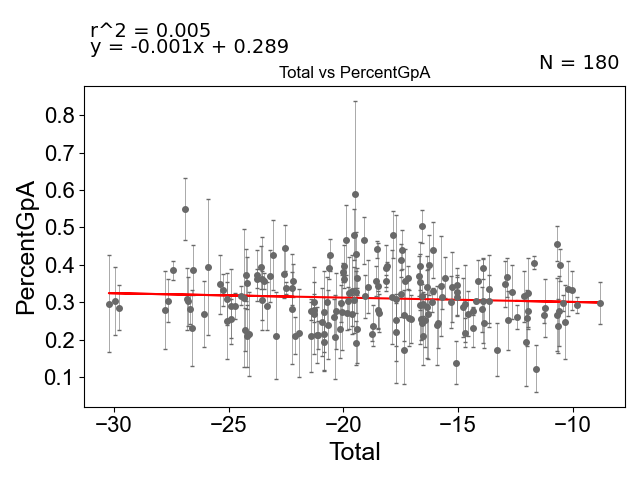 r^2 = 0.005
y = -0.001x + 0.289
N = 180
Total vs PercentGpA
PercentGpA
0.8
0.7
0.6
0.5
0.4
0.3
0.2
0.1
−30
−25
−20
−15
−10
Total